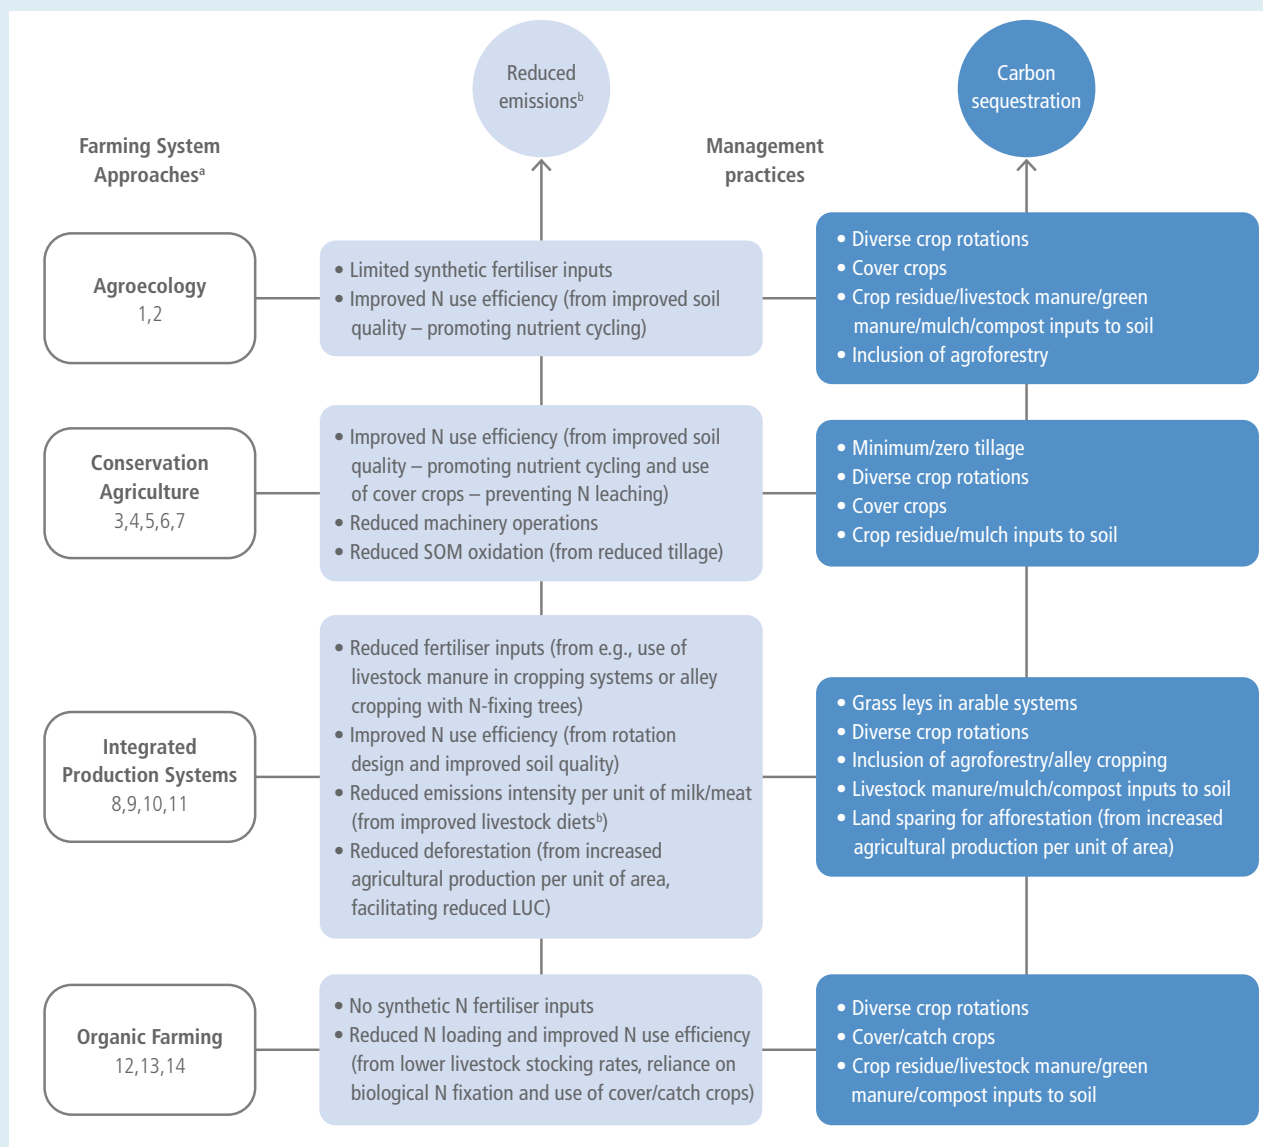 Reduced
emissionsᵇ
Carbon
sequestration
Farming System
Approachesᵃ
Management
practices
Agroecology
1,2
• Limited synthetic fertiliser inputs
• Improved N use efficiency (from improved soil
quality – promoting nutrient cycling)
• Diverse crop rotations
• Cover crops
• Crop residue/livestock manure/green
manure/mulch/compost inputs to soil
• Inclusion of agroforestry
Conservation
Agriculture
3,4,5,6,7
• Improved N use efficiency (from improved soil
quality – promoting nutrient cycling and use
of cover crops – preventing N leaching)
• Reduced machinery operations
• Reduced SOM oxidation (from reduced tillage)
• Minimum/zero tillage
• Diverse crop rotations
• Cover crops
• Crop residue/mulch inputs to soil
Integrated
Production Systems
8,9,10,11
• Reduced fertiliser inputs (from e.g., use of
livestock manure in cropping systems or alley
cropping with N-fixing trees)
• Improved N use efficiency (from rotation
design and improved soil quality)
• Reduced emissions intensity per unit of milk/meat
(from improved livestock dietsᵇ)
• Reduced deforestation (from increased
agricultural production per unit of area,
facilitating reduced LUC)
• Grass leys in arable systems
• Diverse crop rotations
• Inclusion of agroforestry/alley cropping
• Livestock manure/mulch/compost inputs to soil
• Land sparing for afforestation (from increased
agricultural production per unit of area)
Organic Farming
12,13,14
• No synthetic N fertiliser inputs
• Reduced N loading and improved N use efficiency
(from lower livestock stocking rates, reliance on
biological N fixation and use of cover/catch crops)
• Diverse crop rotations
• Cover/catch crops
• Crop residue/livestock manure/green
manure/compost inputs to soil